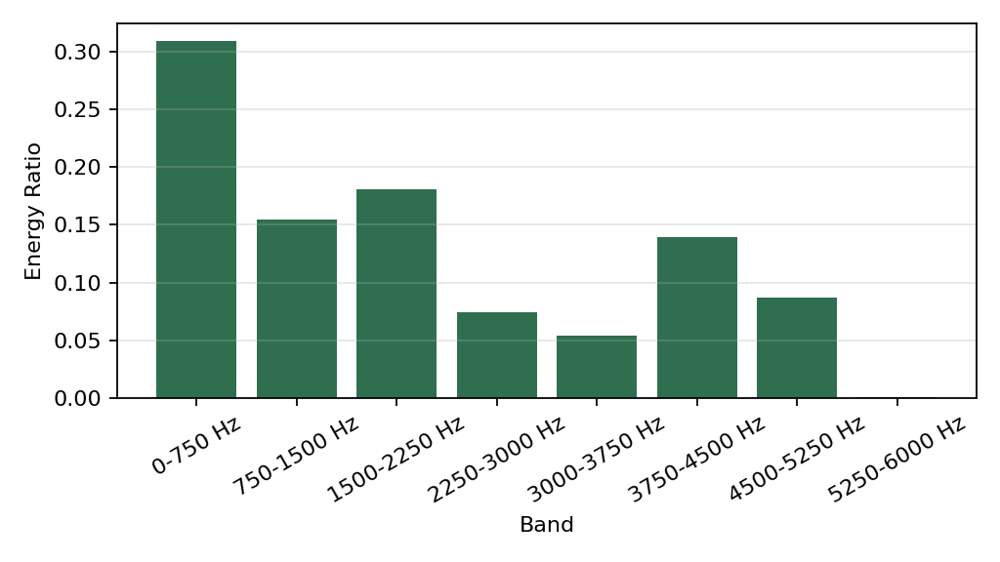 0.30
0.25
0.20
0.15
0.10
0.05
0.00
Energy Ratio
0-750 Hz
750-1500 Hz
1500-2250 Hz
2250-3000 Hz
3000-3750 Hz
3750-4500 Hz
4500-5250 Hz
5250-6000 Hz
Band